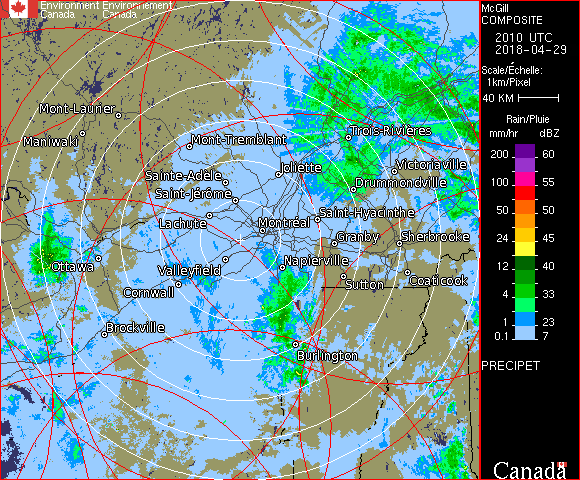 Environment Environnement
Canada Canada
McGill
COMPOSITE
2010 UTC
2018-04-29
Scale/Échelle:
1km/Pixel
40 KM
Rain/Pluie
mm/hr dBZ
200 60
100 55
50 50
24 45
12 40
4 33
1 23
0.1 7
PRECIPET
Canada
Mont-Laurier
Maniwaki
Mont-Tremblant
Trois-Rivières
Joliette
Victoriaville
Sainte-Adele
Drummondville
Saint-Jérôme
Saint-Hyacinthe
Lachute
Montréal
Granby
Sherbrooke
Ottawa
Valleyfield
Napierville
Coaticook
Sutton
Cornwall
Brockville
Burlington